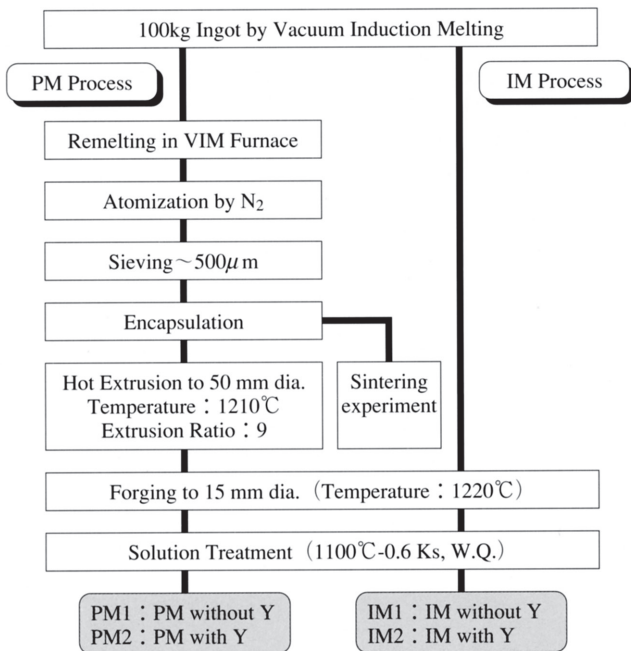 100kg Ingot by Vacuum Induction Melting
PM Process
IM Process
Remelting in VIM Furnace
Atomization by N₂
Sieving～500μm
Encapsulation
Hot Extrusion to 50 mm dia.
Temperature：1210℃
Extrusion Ratio：9
Sintering
experiment
Forging to 15 mm dia.（Temperature：1220℃）
Solution Treatment（1100℃-0.6 Ks, W.Q.）
PM1：PM without Y
PM2：PM with Y
IM1：IM without Y
IM2：IM with Y